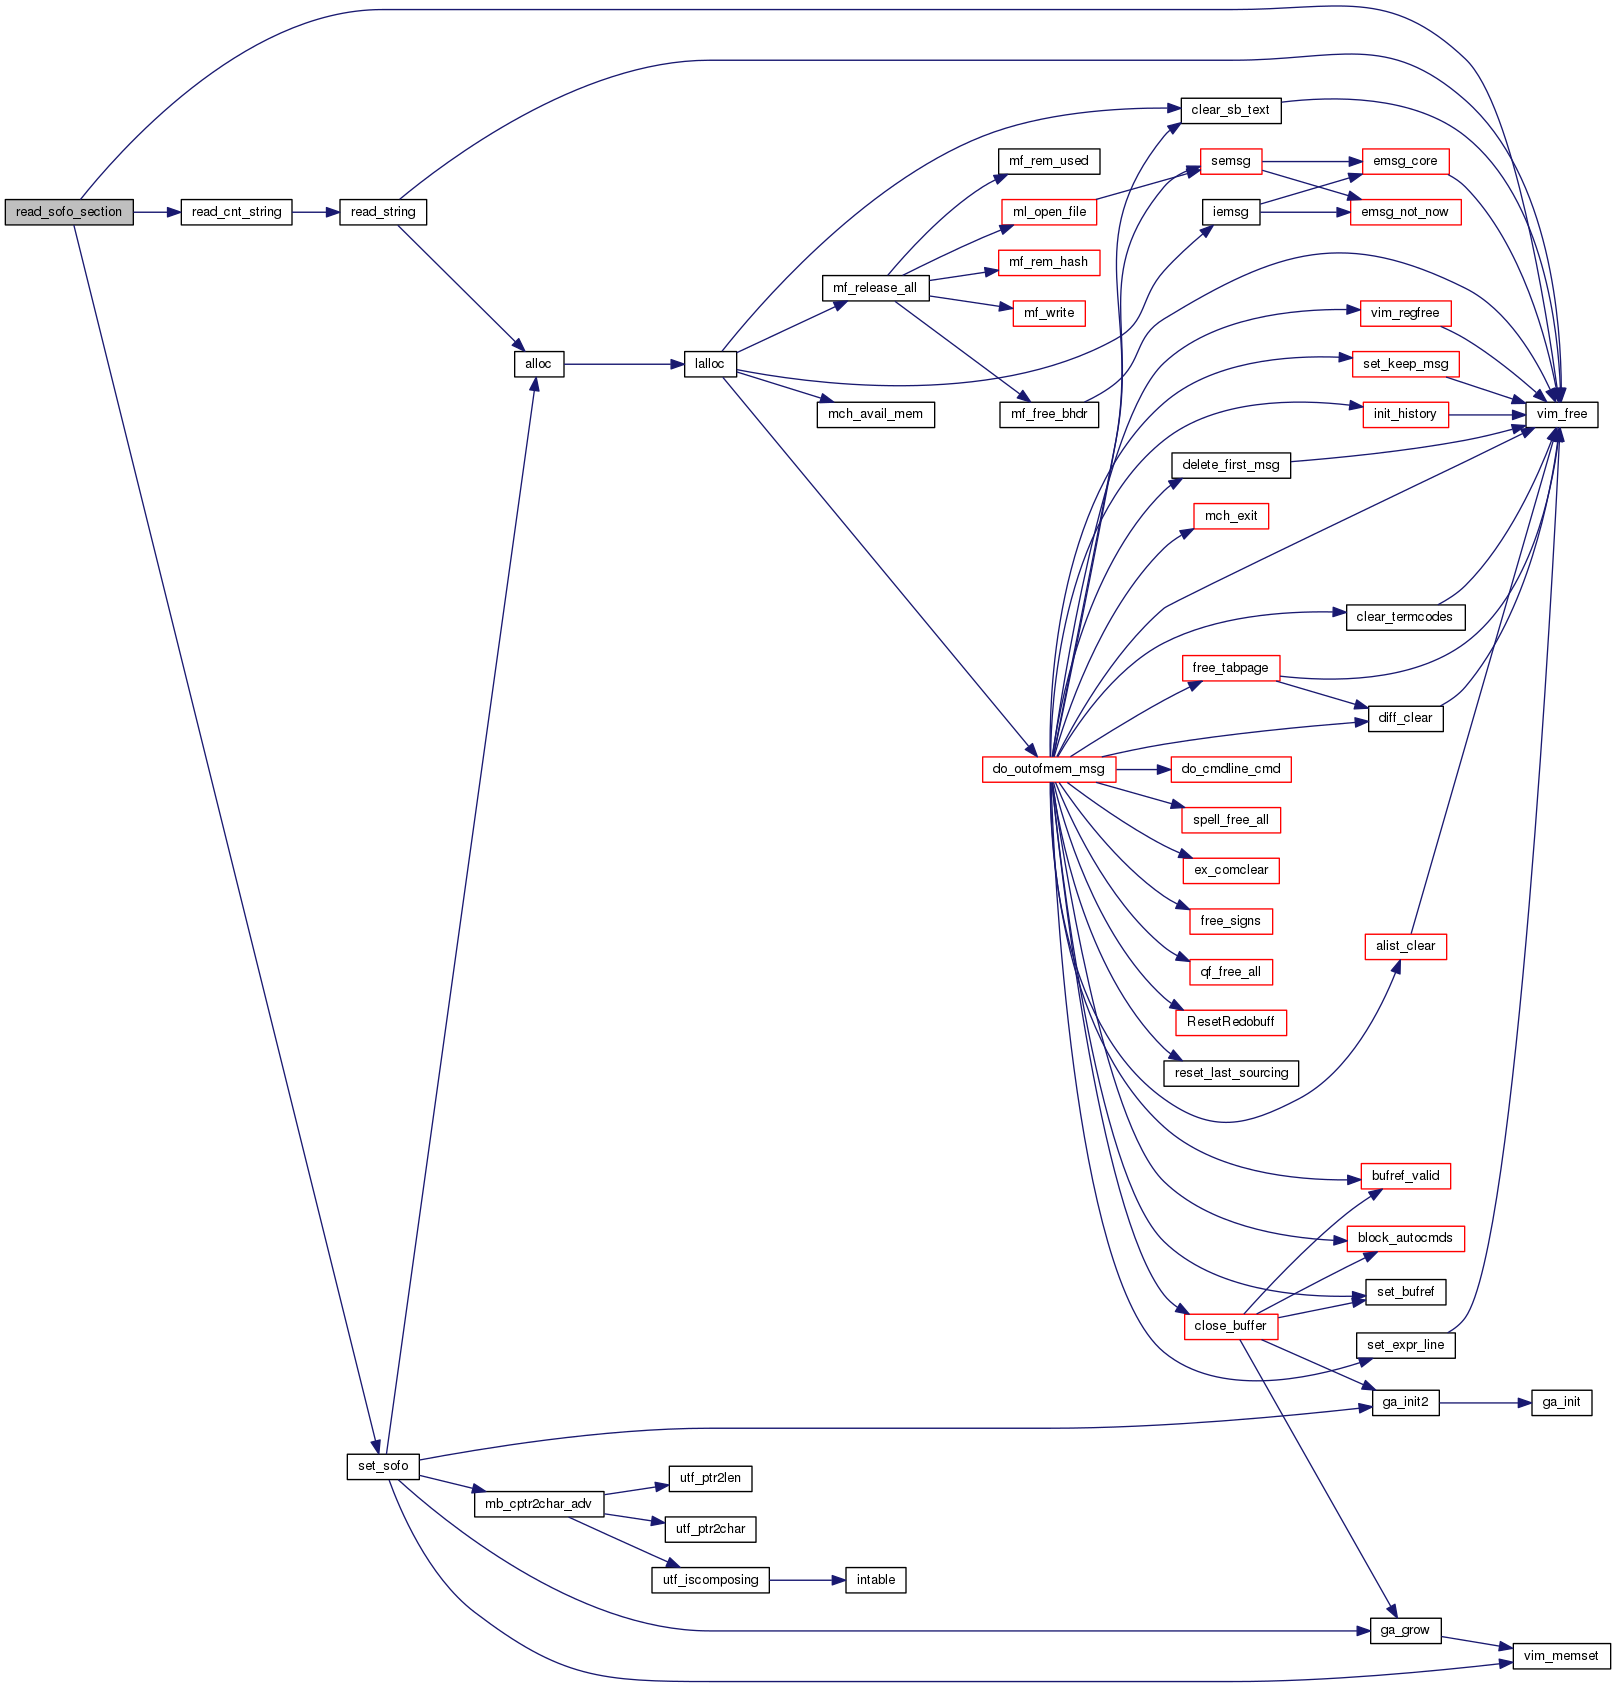 read_sofo_section
read_cnt_string
read_string
alloc
lalloc
clear_sb_text
mf_rem_used
semsg
emsg_core
ml_open_file
iemsg
emsg_not_now
mf_rem_hash
mf_release_all
mf_write
vim_regfree
set_keep_msg
mch_avail_mem
mf_free_bhdr
init_history
vim_free
delete_first_msg
mch_exit
clear_termcodes
free_tabpage
diff_clear
do_outofmem_msg
do_cmdline_cmd
spell_free_all
ex_comclear
free_signs
alist_clear
qf_free_all
ResetRedobuff
reset_last_sourcing
bufref_valid
block_autocmds
set_bufref
close_buffer
set_expr_line
ga_init2
ga_init
set_sofo
utf_ptr2len
mb_cptr2char_adv
utf_ptr2char
utf_iscomposing
intable
ga_grow
vim_memset